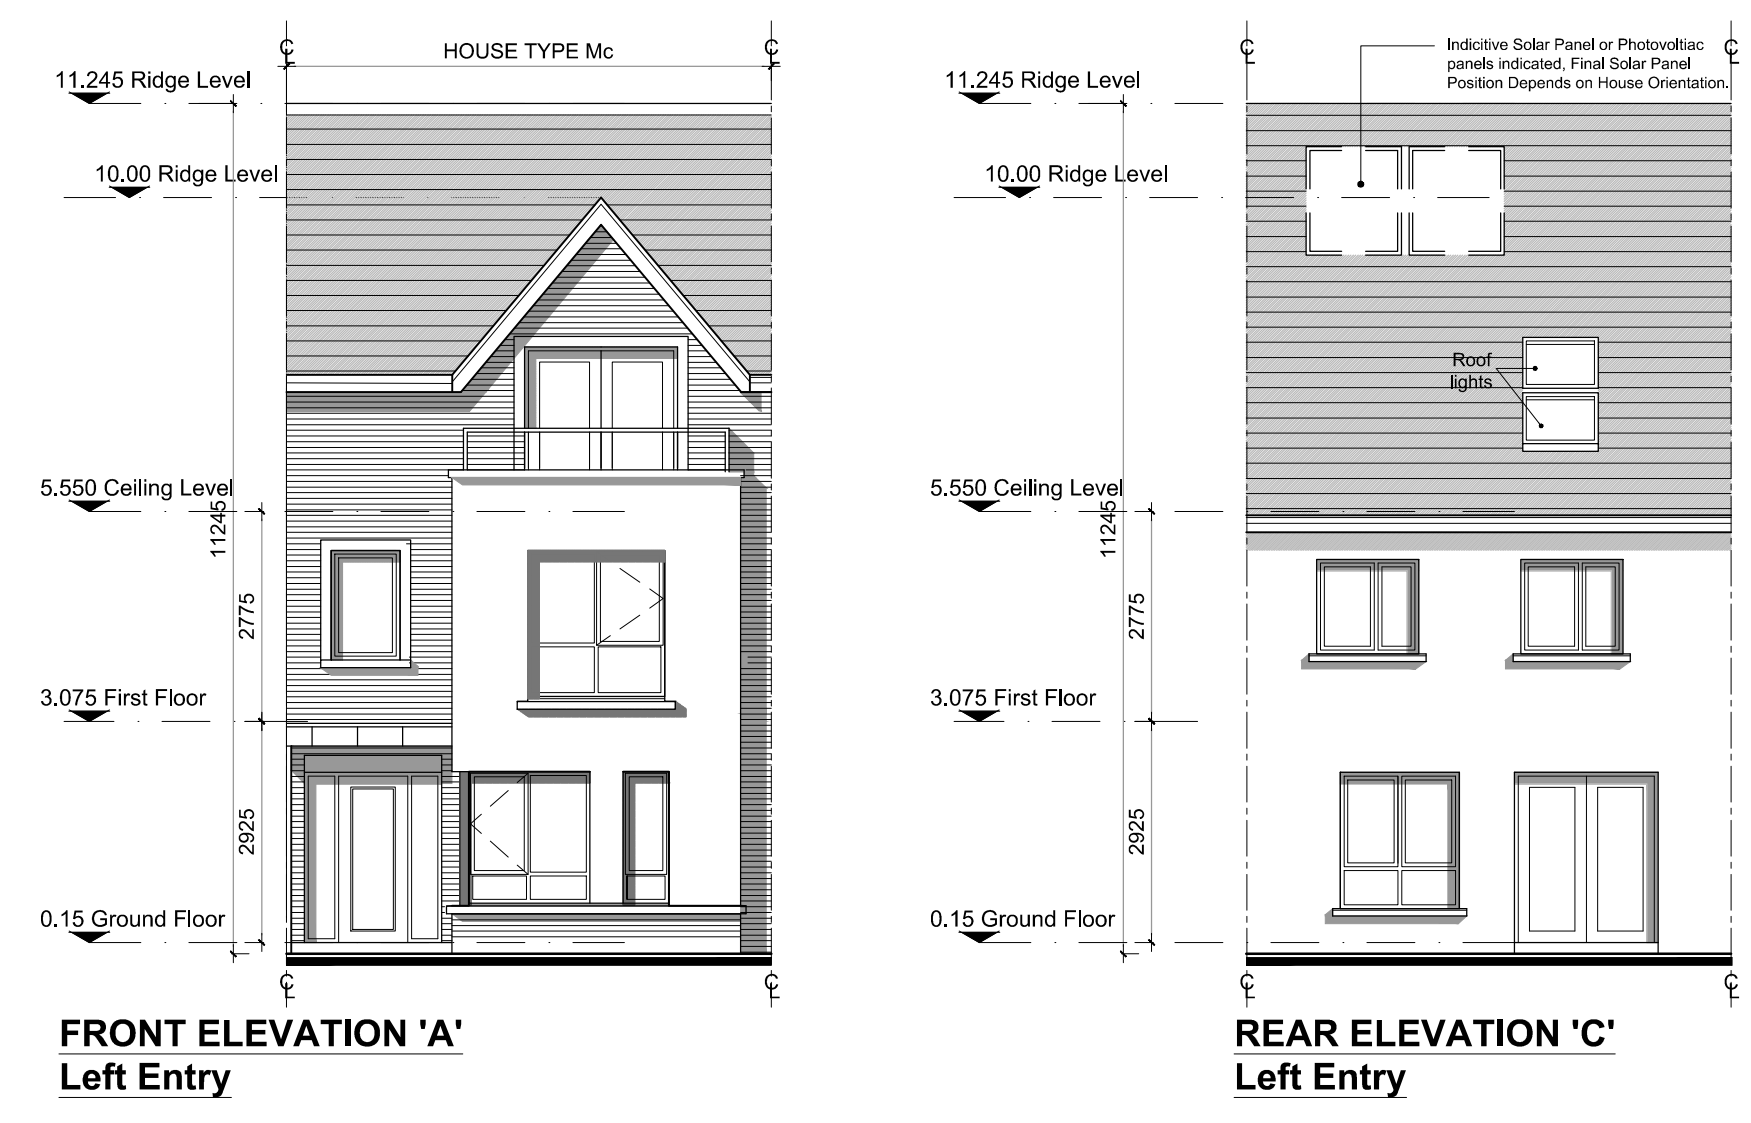 HOUSE TYPE Mc
11.245 Ridge Level
10.00 Ridge Level
5.550 Ceiling Level
11245
2775
3.075 First Floor
2925
0.15 Ground Floor
FRONT ELEVATION 'A'
Left Entry
Indicitive Solar Panel or Photovoltiac
panels indicated, Final Solar Panel
Position Depends on House Orientation.
11.245 Ridge Level
10.00 Ridge Level
Roof
lights
5.550 Ceiling Level
11245
2775
3.075 First Floor
2925
0.15 Ground Floor
REAR ELEVATION 'C'
Left Entry